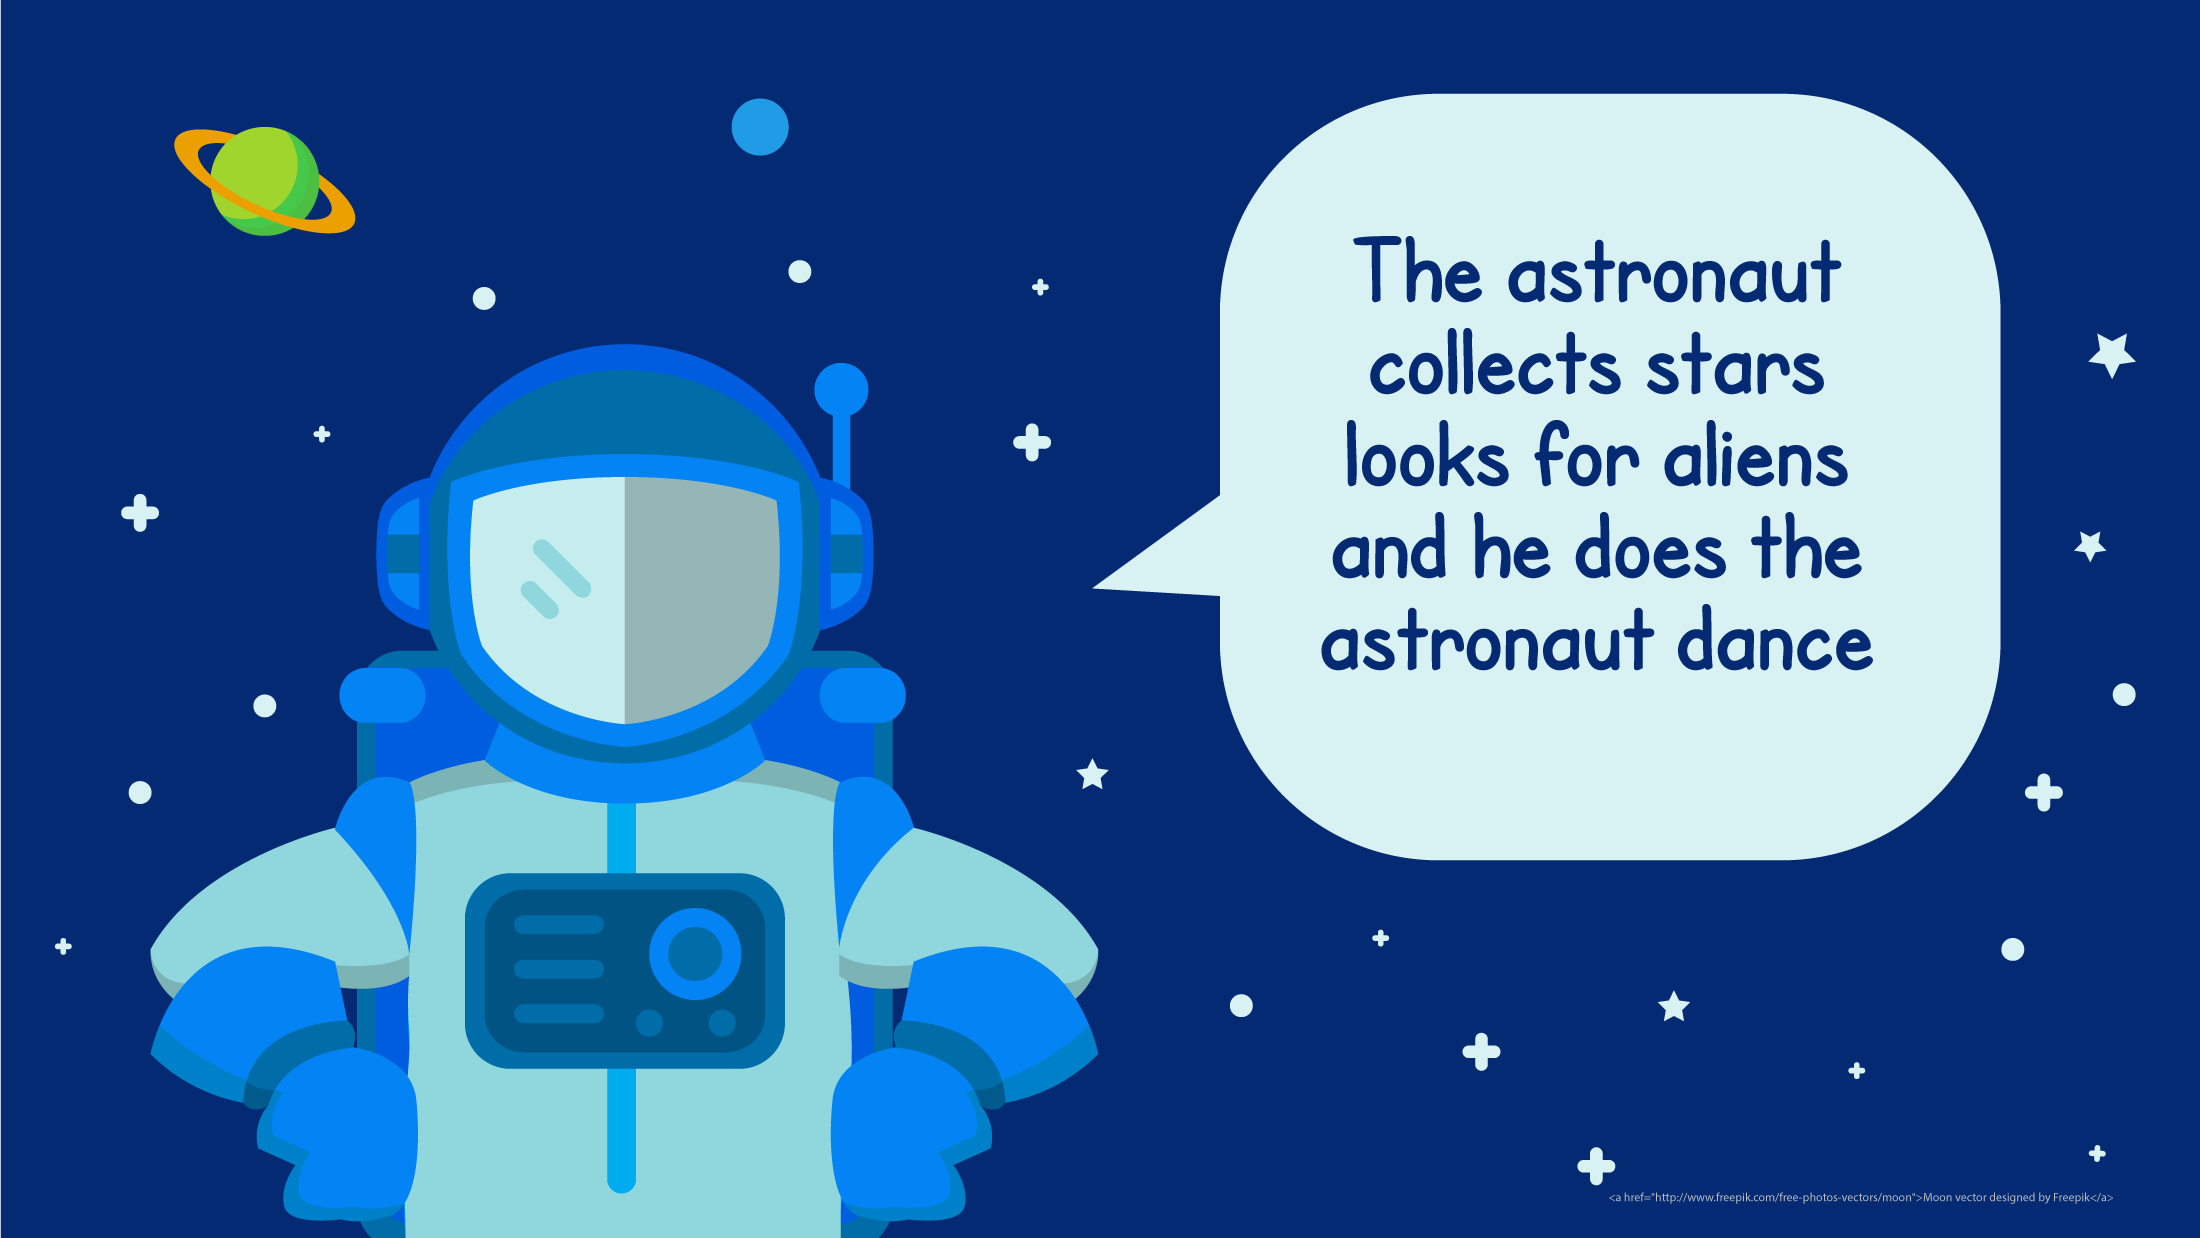 The astronaut
collects stars
looks for aliens
and he does the
astronaut dance
<a href="http://www.freepik.com/free-photos-vectors/moon">Moon vector designed by Freepik</a>